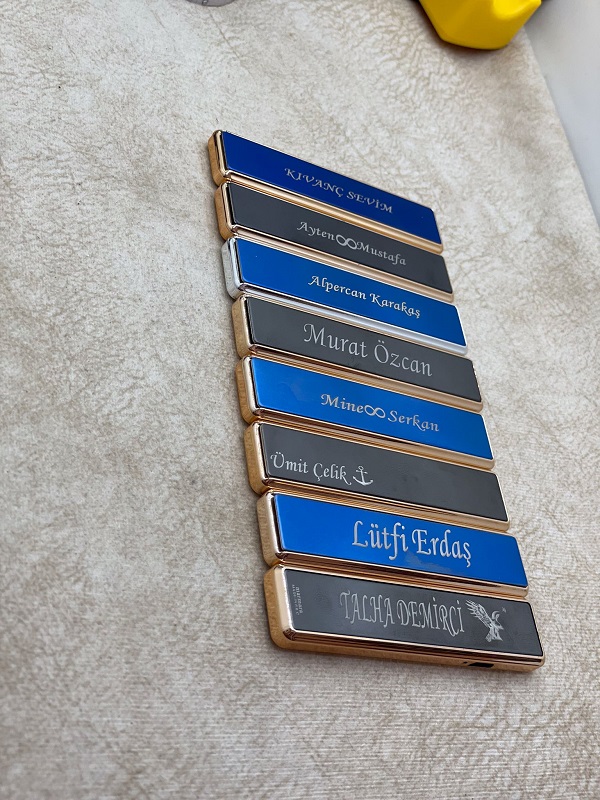 KIVANÇ SEVİM
Ayten∞Mustafa
Alpercan Karakaş
Murat Özcan
Mine∞Serkan
Ümit Çelik
Lütfi Erdaş
TALHA DEMİRCİ